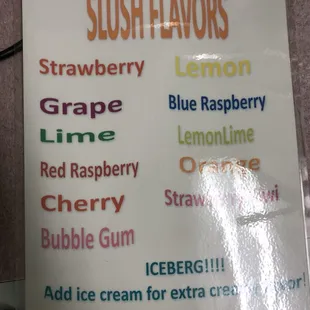 SLUSH FLAVORS
Strawberry Lemon
Grape Blue Raspberry
Lime LemonLime
Red Raspberry Orange
Cherry
Bubble Gum
ICEBERG!!!!
Add ice cream for extra